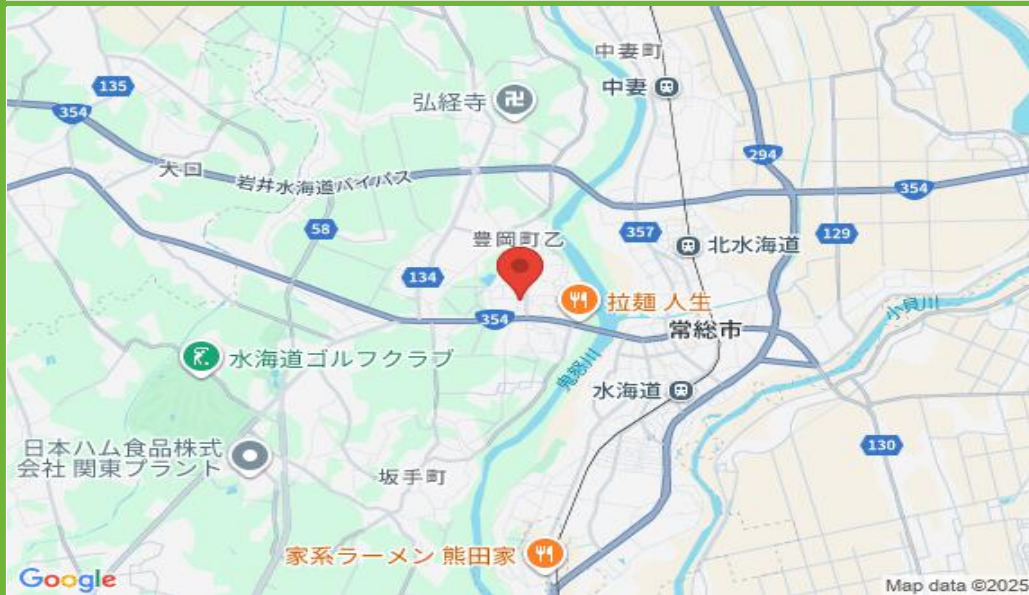 中妻町
135
中妻
弘経寺
354
294
大口
岩井水海道バイパス
354
58
357
129
豊岡町乙
北水海道
134
拉麺 人生
小貝川
354
常総市
水海道ゴルフクラブ
鬼怒川
水海道
日本ハム食品株式
会社 関東プラント
130
坂手町
家系ラーメン 熊田家
Google
Map data ©2025